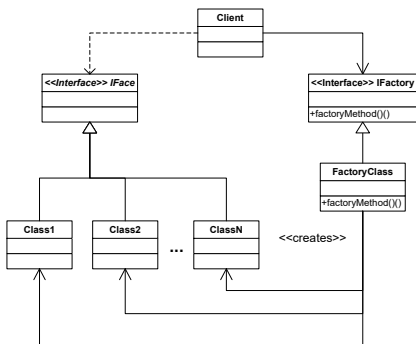 Client
<<Interface>> IFace
<<Interface>> IFactory
+factoryMethod()()
FactoryClass
+factoryMethod()()
Class1
Class2
...
ClassN
<<creates>>